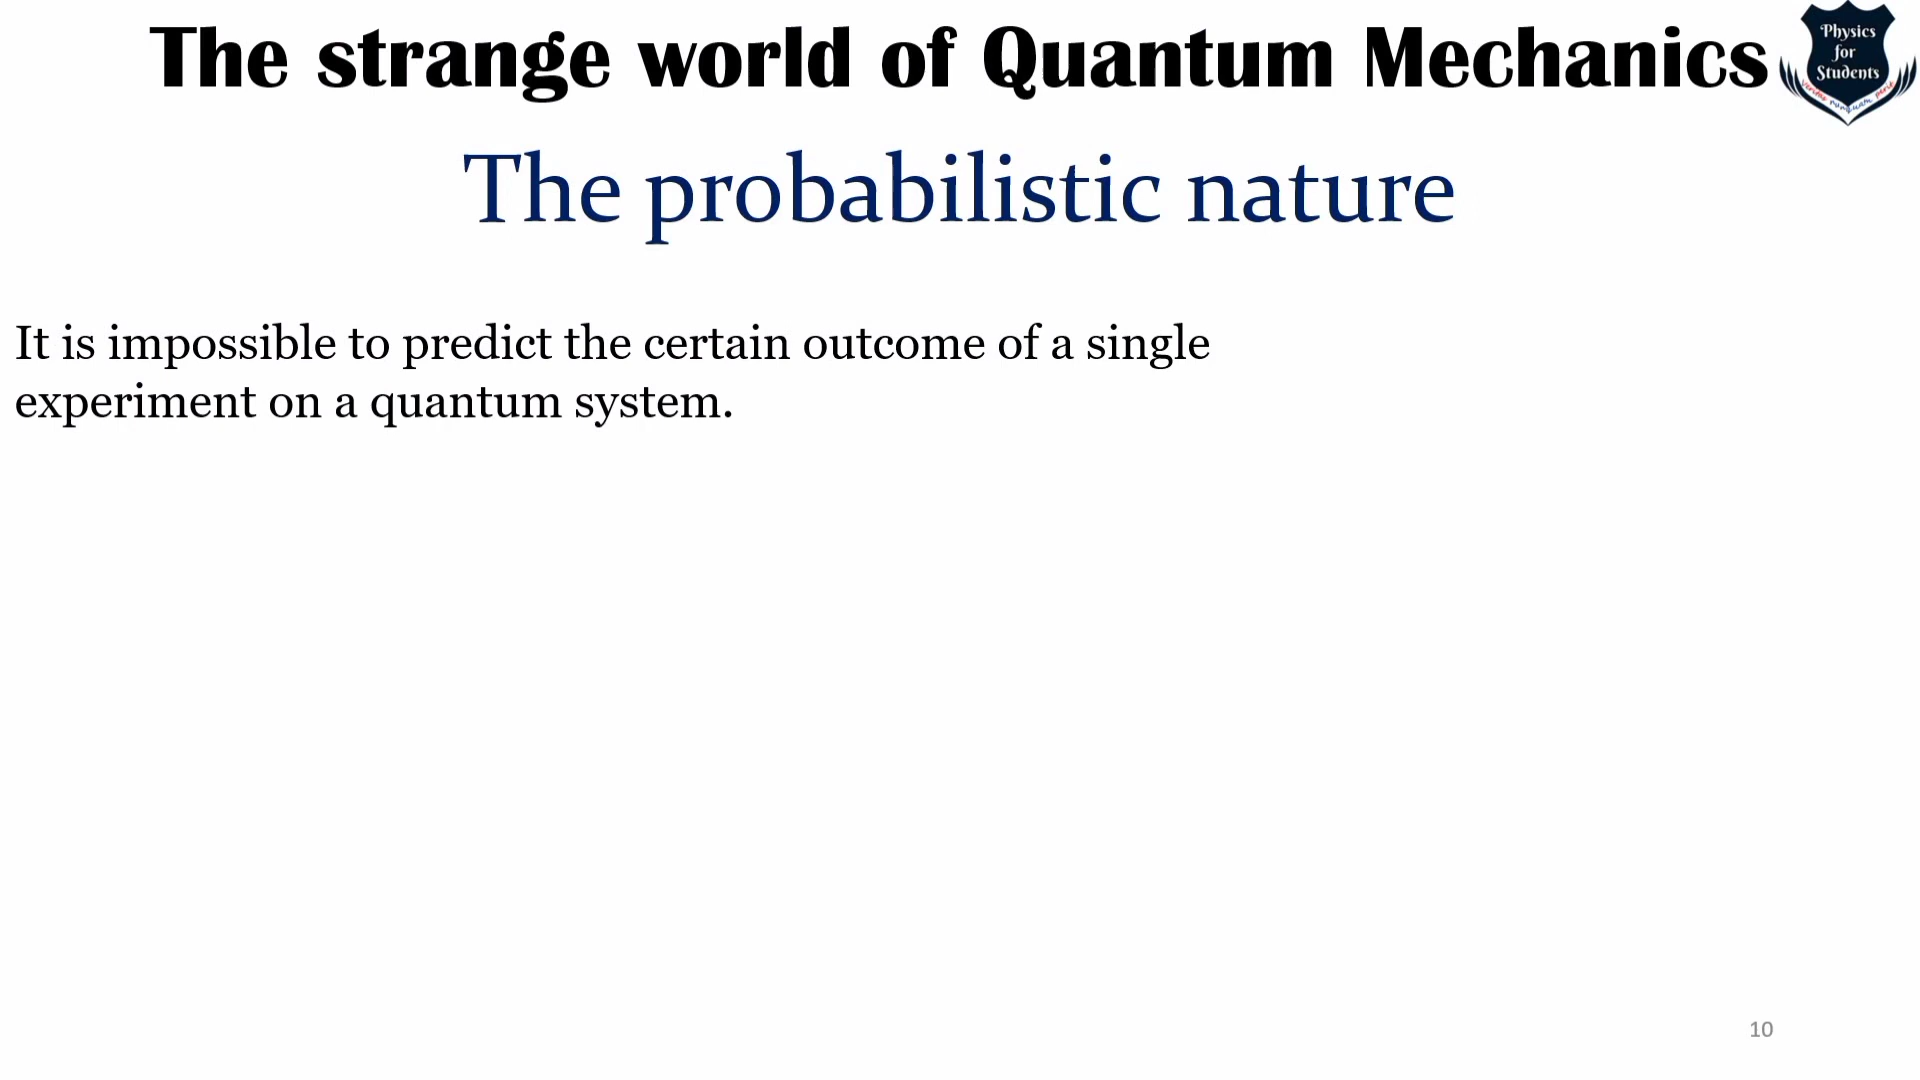 The strange world of Quantum Mechanics
Physics
for
Students
The probabilistic nature
It is impossible to predict the certain outcome of a single
experiment on a quantum system.
10